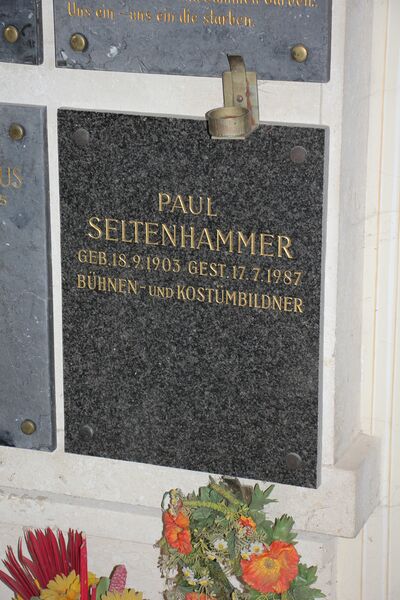 Uns ein - uns ein die starben.
US
PAUL
SELTENHAMMER
GEB. 18.9.1903 GEST. 17.7.1987
BÜHNEN- UND KOSTÜMBILDNER